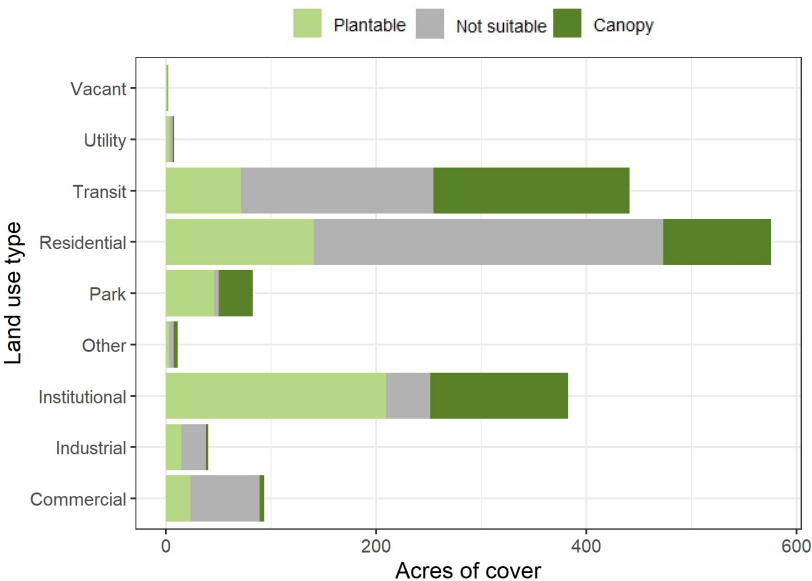 Plantable Not suitable Canopy
Vacant
Utility
Transit
Residential
Park
Other
Institutional
Industrial
Commercial
Land use type
0 200 400 600
Acres of cover